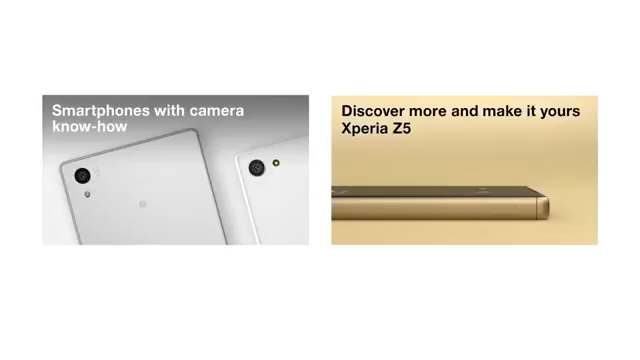 Smartphones with camera
know-how
Discover more and make it yours
Xperia Z5